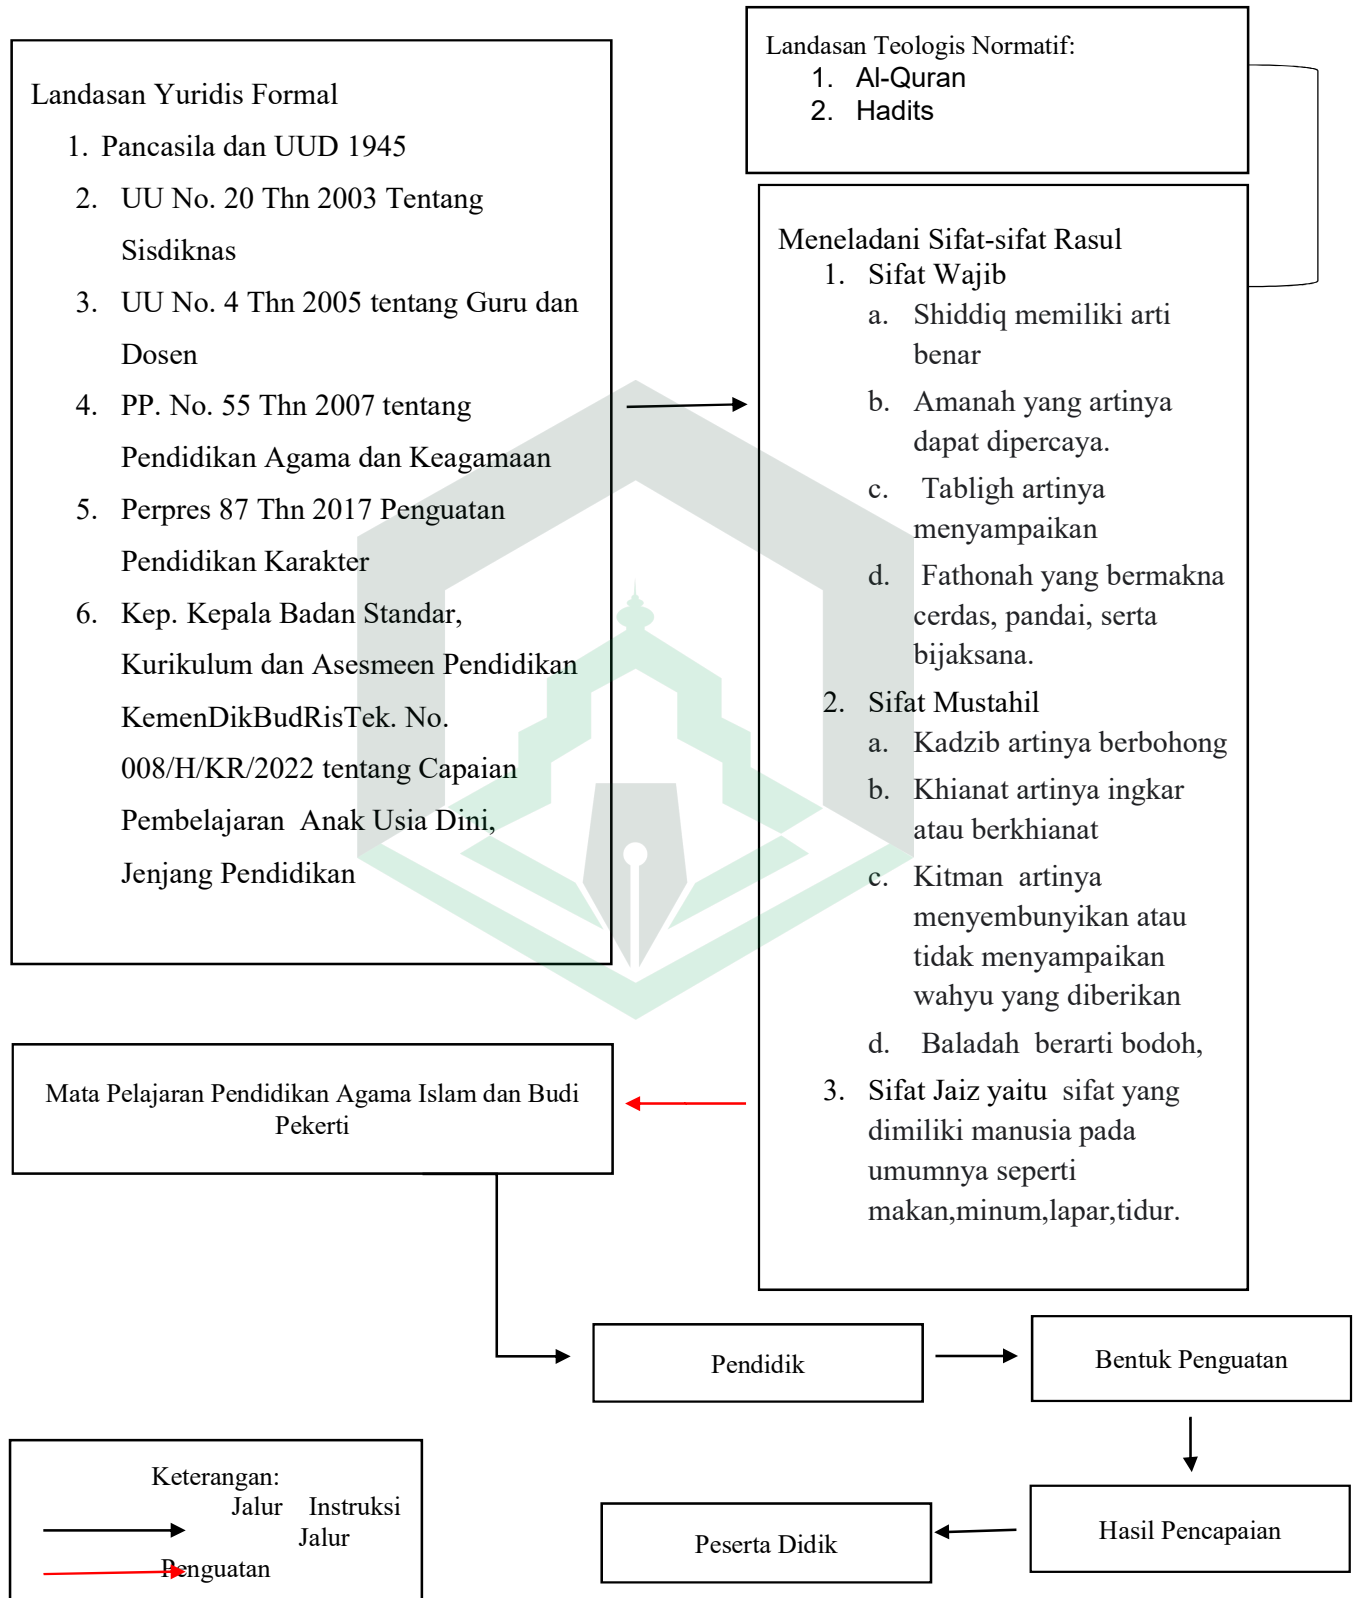 Landasan Yuridis Formal
1. Pancasila dan UUD 1945
2. UU No. 20 Thn 2003 Tentang
Sisdiknas
3. UU No. 4 Thn 2005 tentang Guru dan
Dosen
4. PP. No. 55 Thn 2007 tentang
Pendidikan Agama dan Keagamaan
5. Perpres 87 Thn 2017 Penguatan
Pendidikan Karakter
6. Kep. Kepala Badan Standar,
Kurikulum dan Asesmeen Pendidikan
KemenDikBudRisTek. No.
008/H/KR/2022 tentang Capaian
Pembelajaran Anak Usia Dini,
Jenjang Pendidikan
Landasan Teologis Normatif:
1. Al-Quran
2. Hadits
Meneladani Sifat-sifat Rasul
1. Sifat Wajib
a. Shiddiq memiliki arti
benar
b. Amanah yang artinya
dapat dipercaya.
c. Tabligh artinya
menyampaikan
d. Fathonah yang bermakna
cerdas, pandai, serta
bijaksana.
2. Sifat Mustahil
a. Kadzib artinya berbohong
b. Khianat artinya ingkar
atau berkhianat
c. Kitman artinya
menyembunyikan atau
tidak menyampaikan
wahyu yang diberikan
d. Baladah berarti bodoh,
3. Sifat Jaiz yaitu sifat yang
dimiliki manusia pada
umumnya seperti
makan,minum,lapar,tidur.
Mata Pelajaran Pendidikan Agama Islam dan Budi
Pekerti
Pendidik
Bentuk Penguatan
Hasil Pencapaian
Peserta Didik
Keterangan:
Jalur Instruksi
Jalur
Penguatan